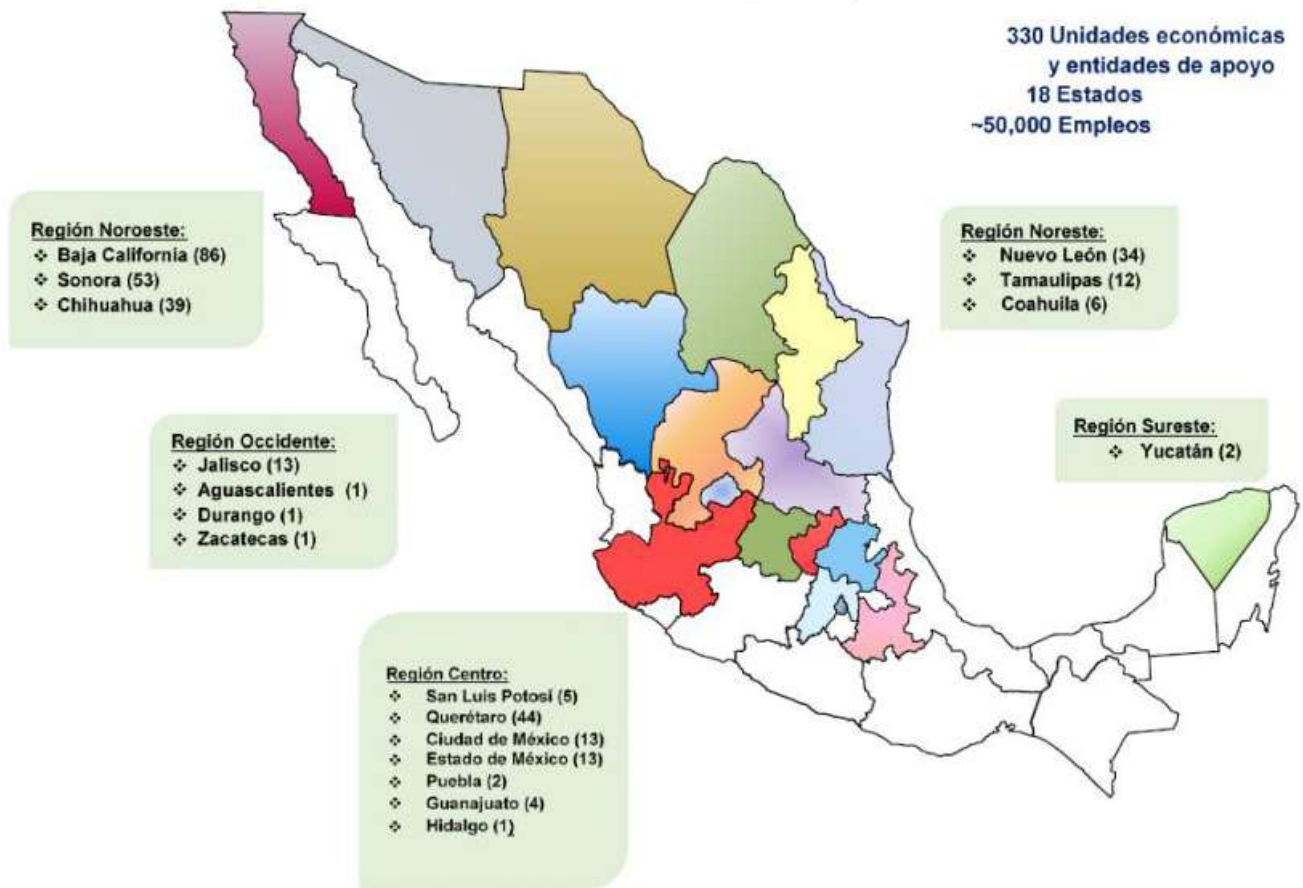 330 Unidades económicas
y entidades de apoyo
18 Estados
~50,000 Empleos
Región Noroeste:
❖ Baja California (86)
❖ Sonora (53)
❖ Chihuahua (39)
Región Noreste:
❖ Nuevo León (34)
❖ Tamaulipas (12)
❖ Coahuila (6)
Región Occidente:
❖ Jalisco (13)
❖ Aguascalientes (1)
❖ Durango (1)
❖ Zacatecas (1)
Región Sureste:
❖ Yucatán (2)
Región Centro:
❖ San Luis Potosí (5)
❖ Querétaro (44)
❖ Ciudad de México (13)
❖ Estado de México (13)
❖ Puebla (2)
❖ Guanajuato (4)
❖ Hidalgo (1)